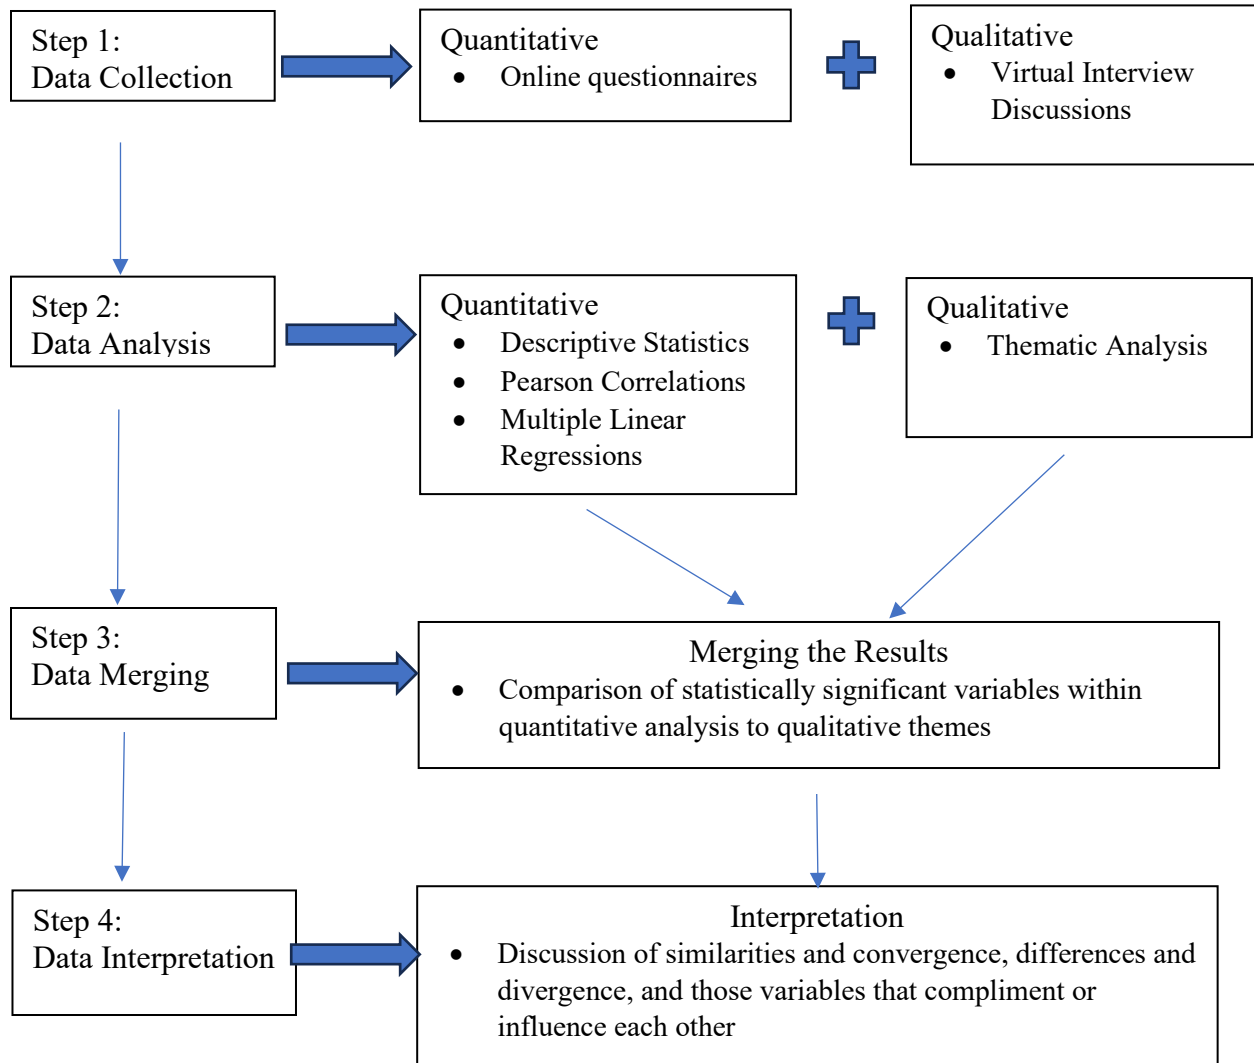 Step 1:
Data Collection
Quantitative
• Online questionnaires
Qualitative
• Virtual Interview
Discussions
Step 2:
Data Analysis
Quantitative
• Descriptive Statistics
• Pearson Correlations
• Multiple Linear
Regressions
Qualitative
• Thematic Analysis
Step 3:
Data Merging
Merging the Results
• Comparison of statistically significant variables within
quantitative analysis to qualitative themes
Step 4:
Data Interpretation
Interpretation
• Discussion of similarities and convergence, differences and
divergence, and those variables that compliment or
influence each other